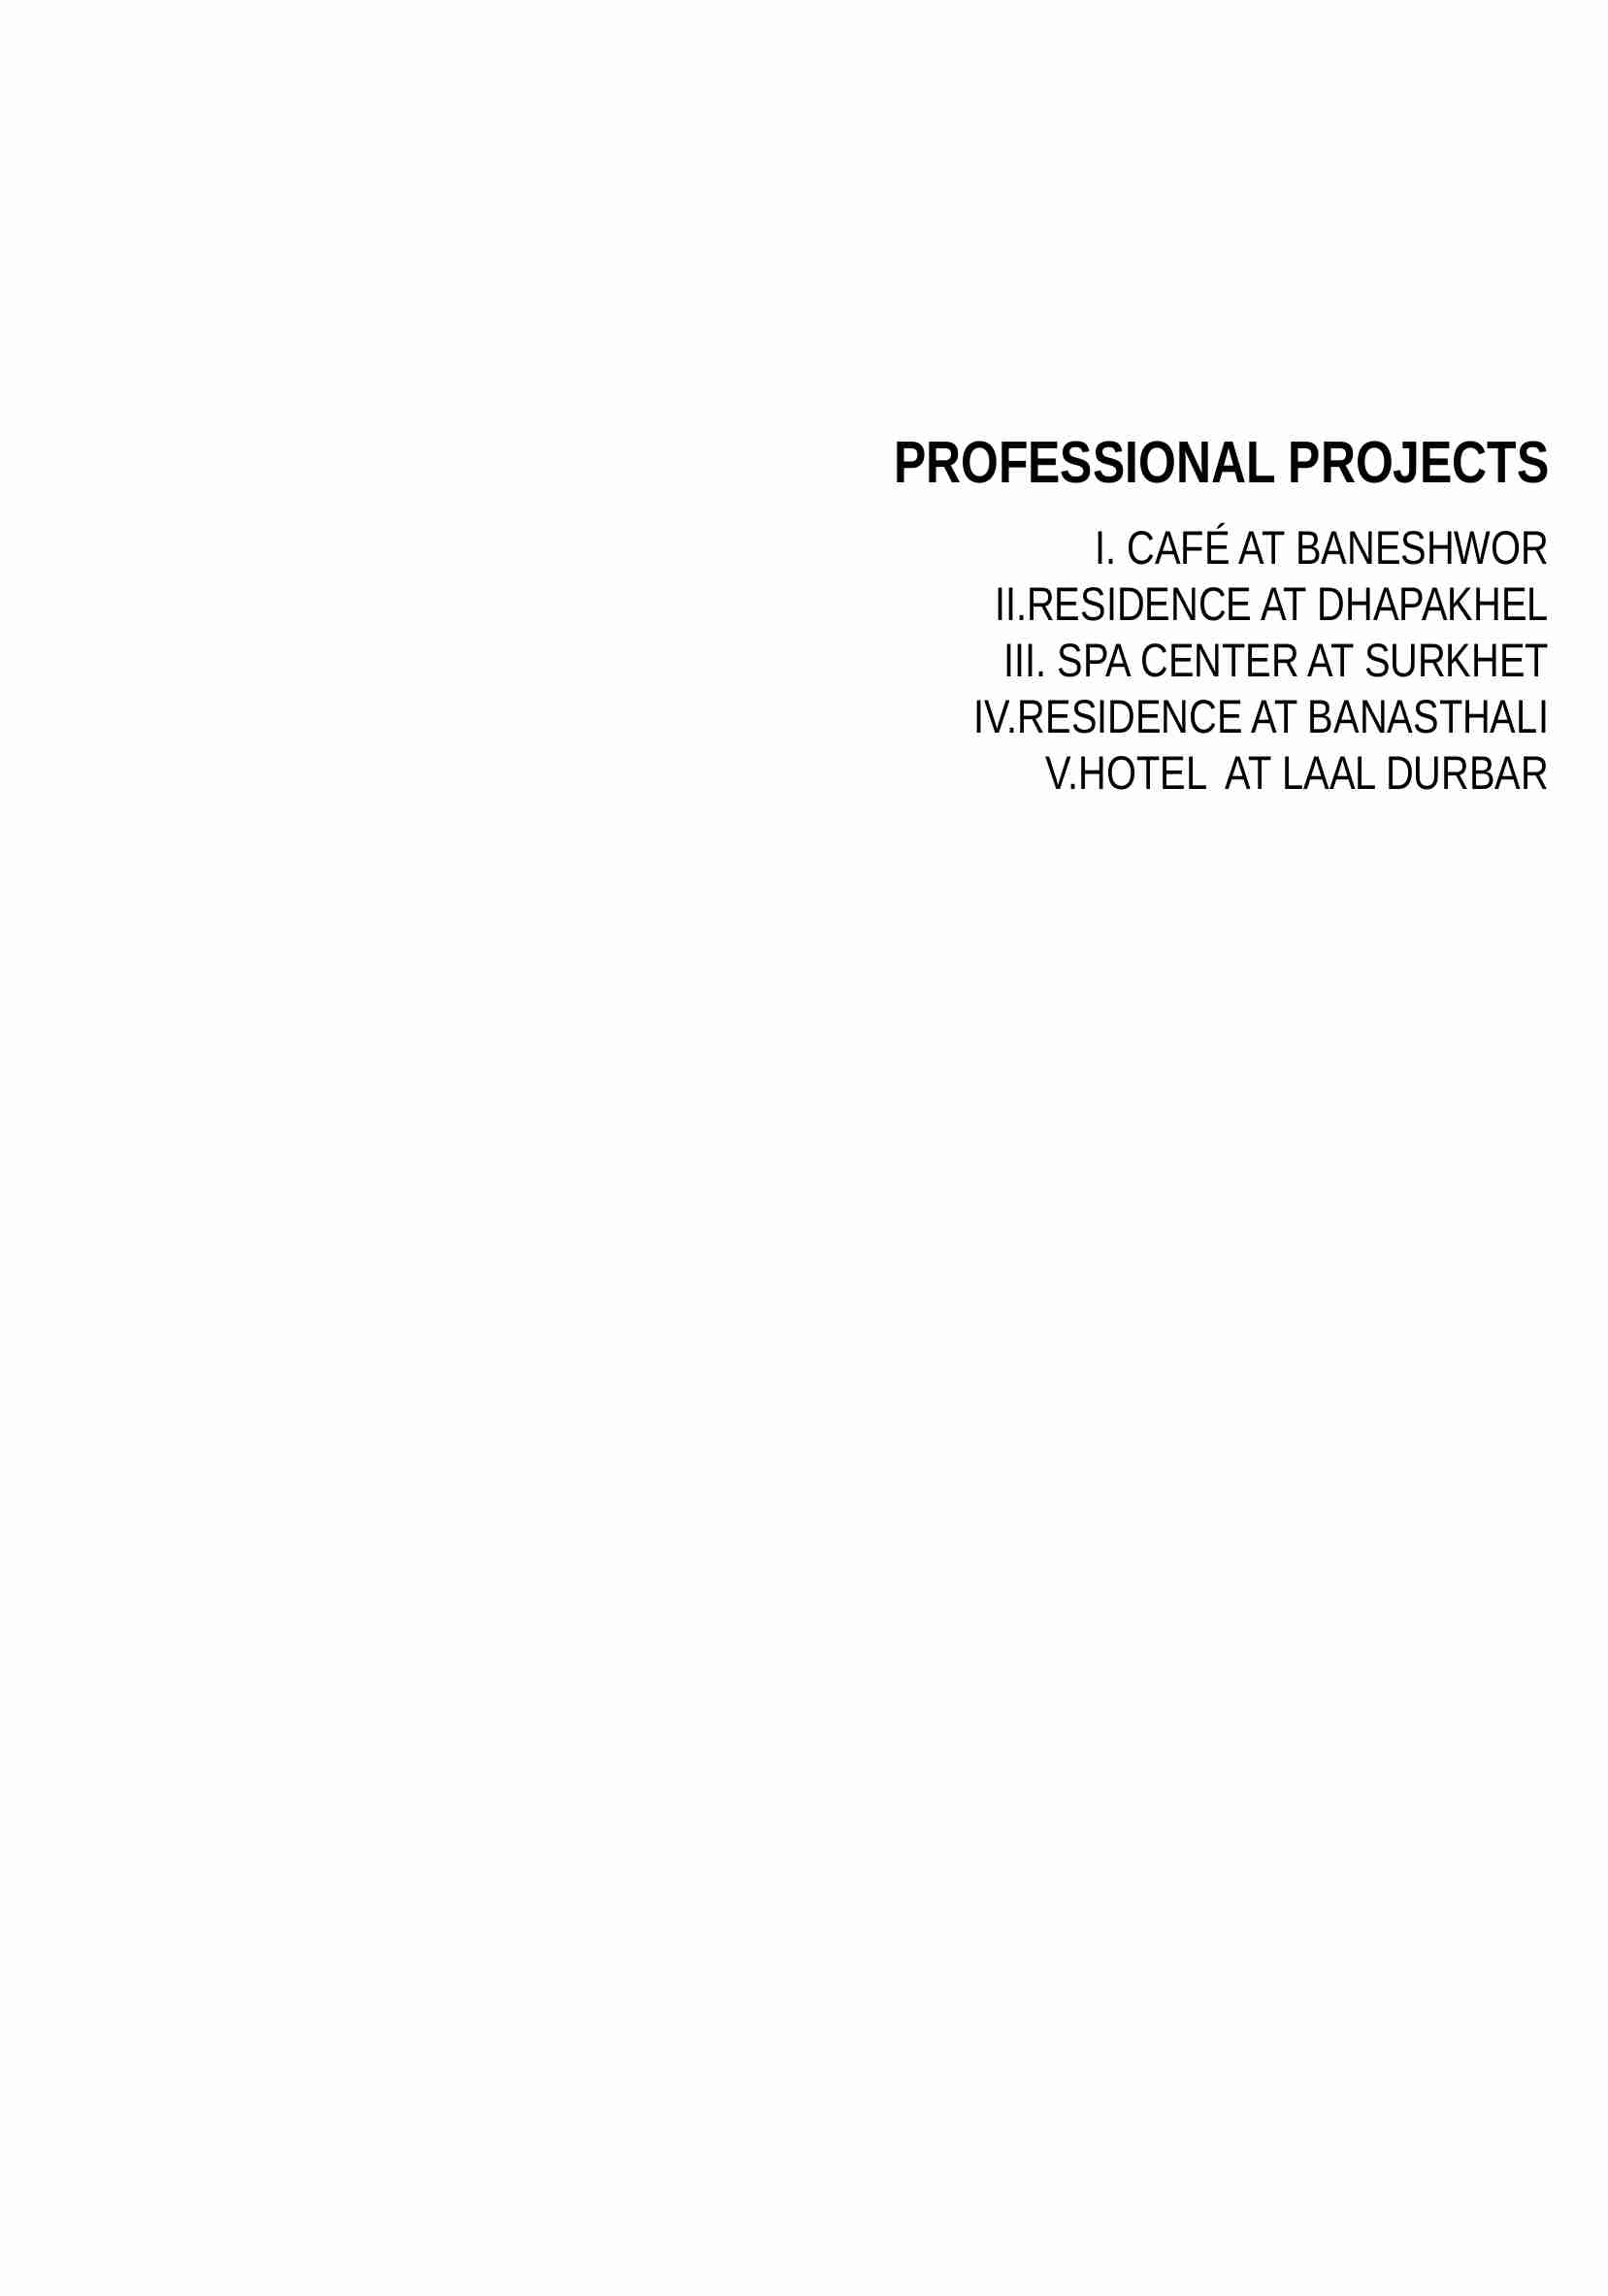 PROFESSIONAL PROJECTS
I. CAFÉ AT BANESHWOR
II.RESIDENCE AT DHAPAKHEL
III. SPA CENTER AT SURKHET
IV.RESIDENCE AT BANASTHALI
V.HOTEL  AT LAAL DURBAR